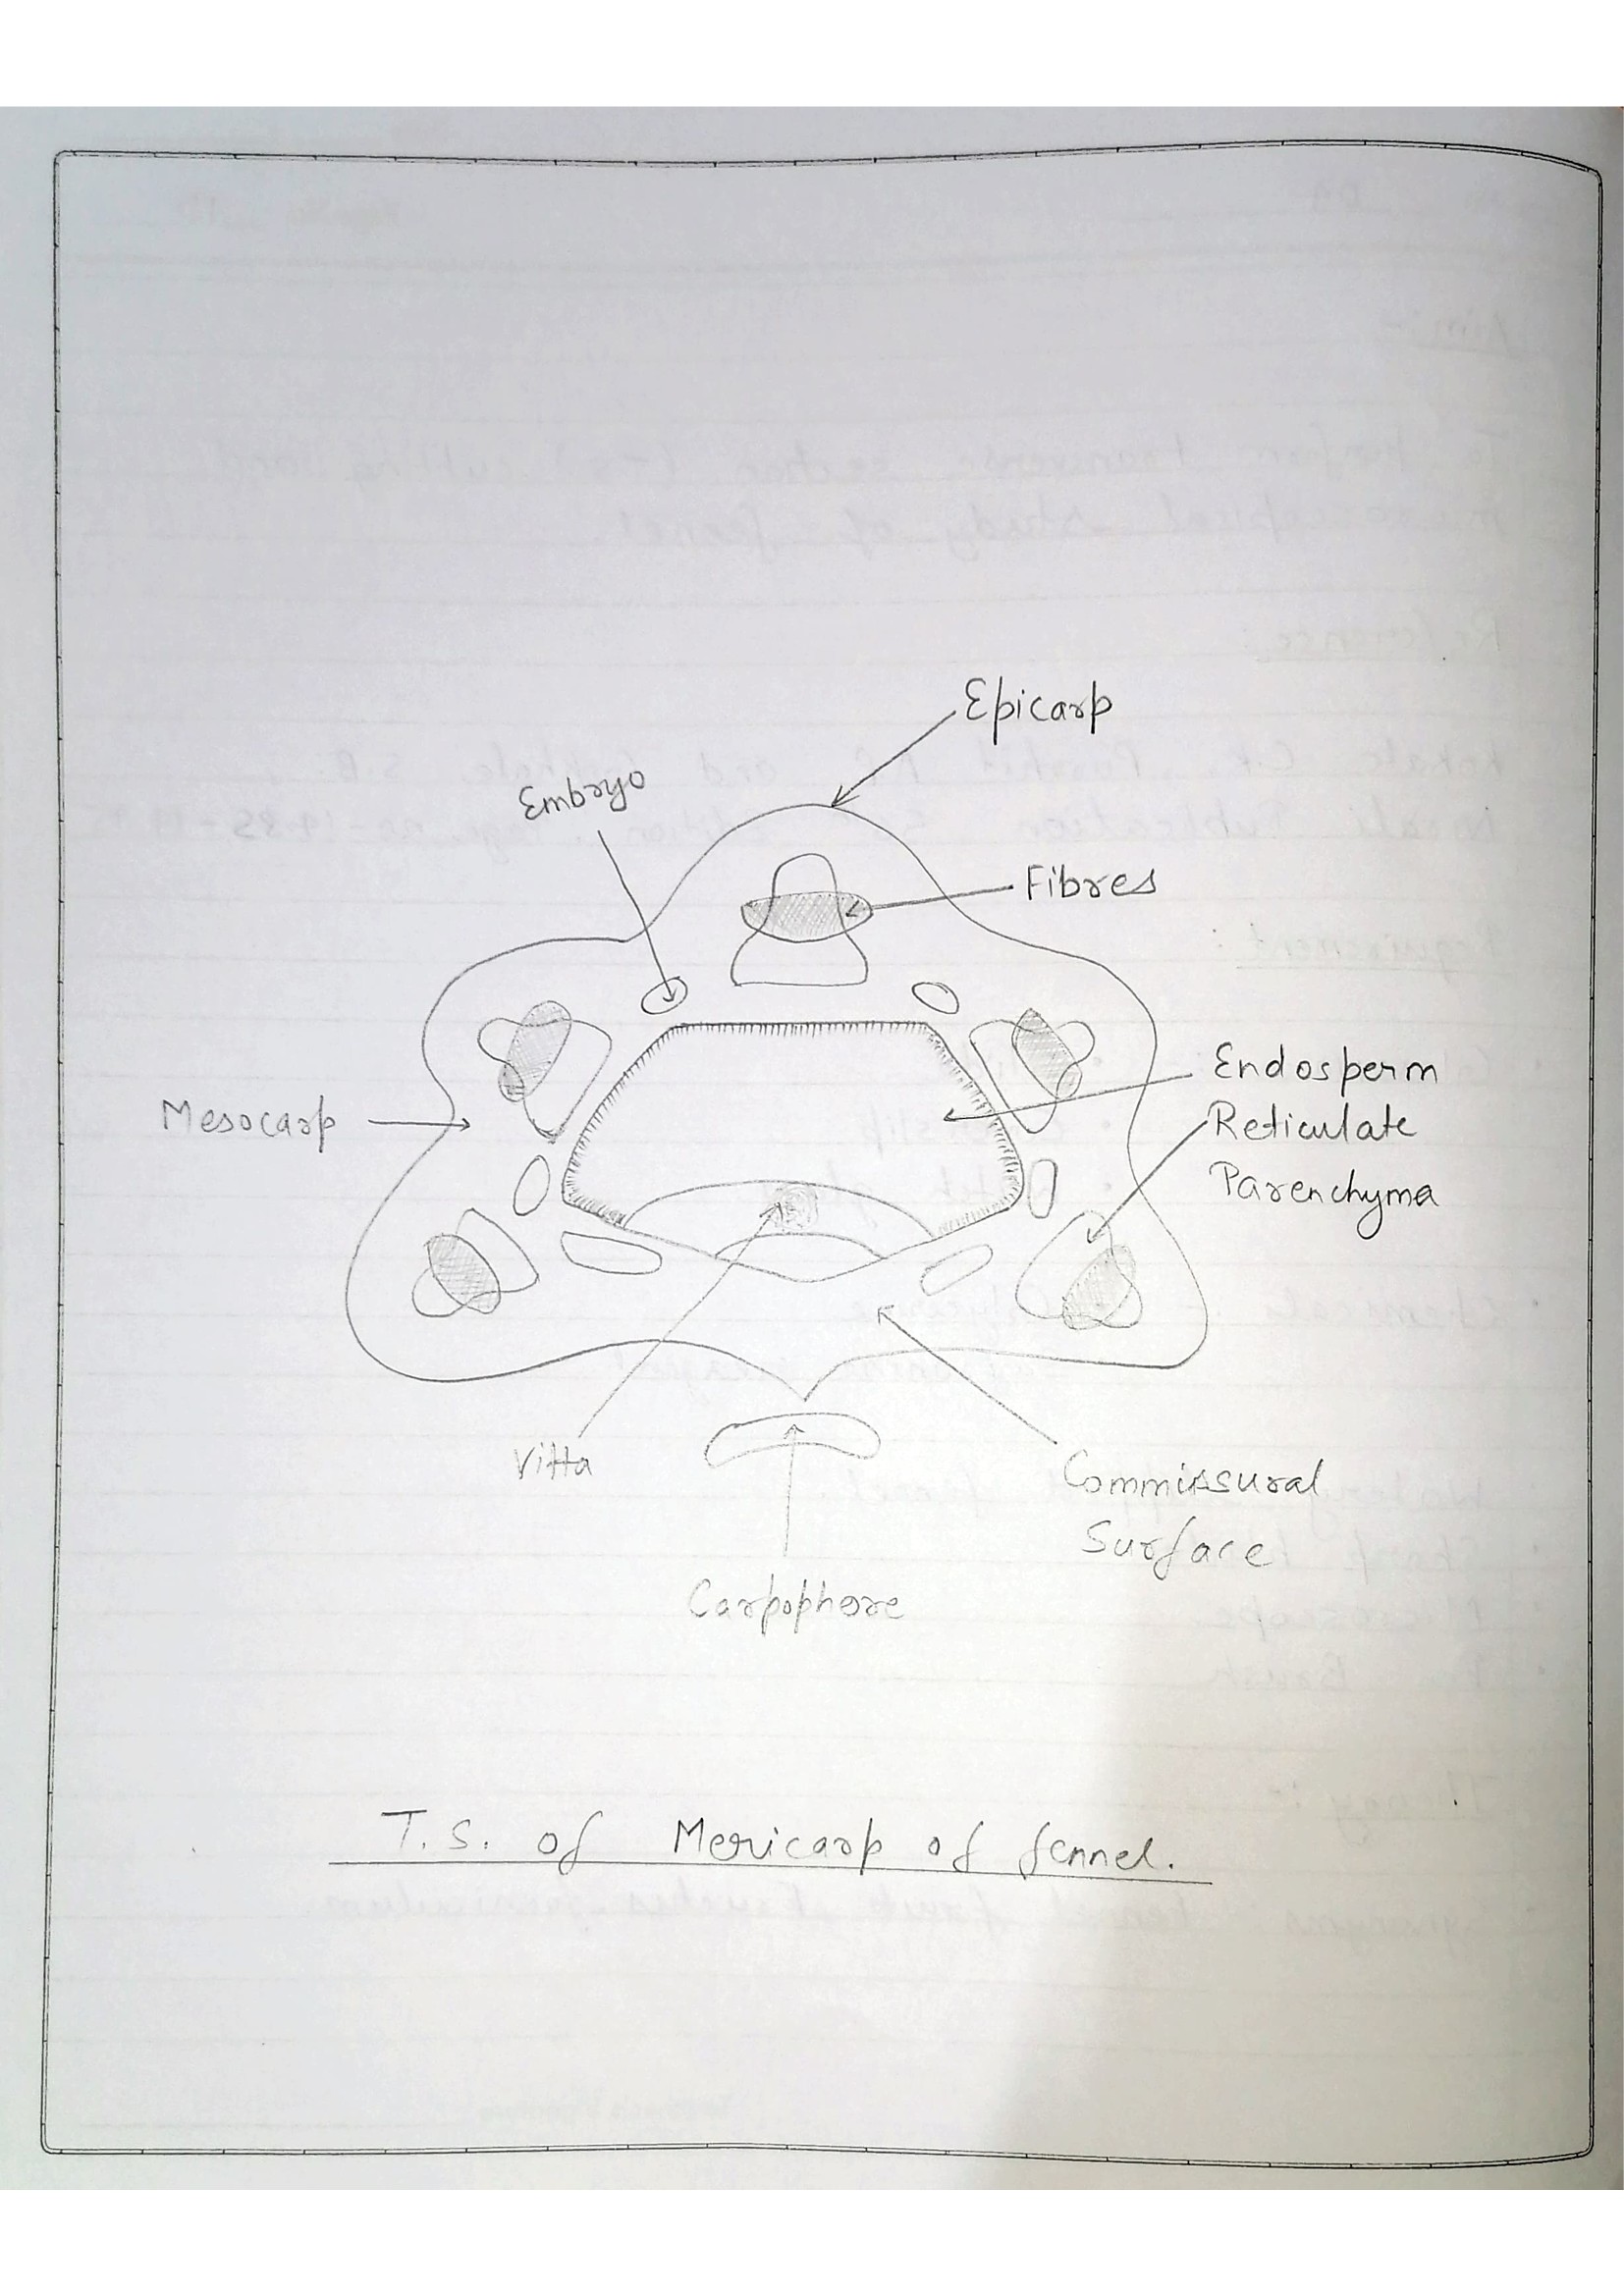 Epicarp
Embryo
Fibres
Endosperm
Mesocarp
Reticulate
Parenchyma
Vitta
Commissural
Surface
Carpophore
T.S. of Mericarp of fennel.